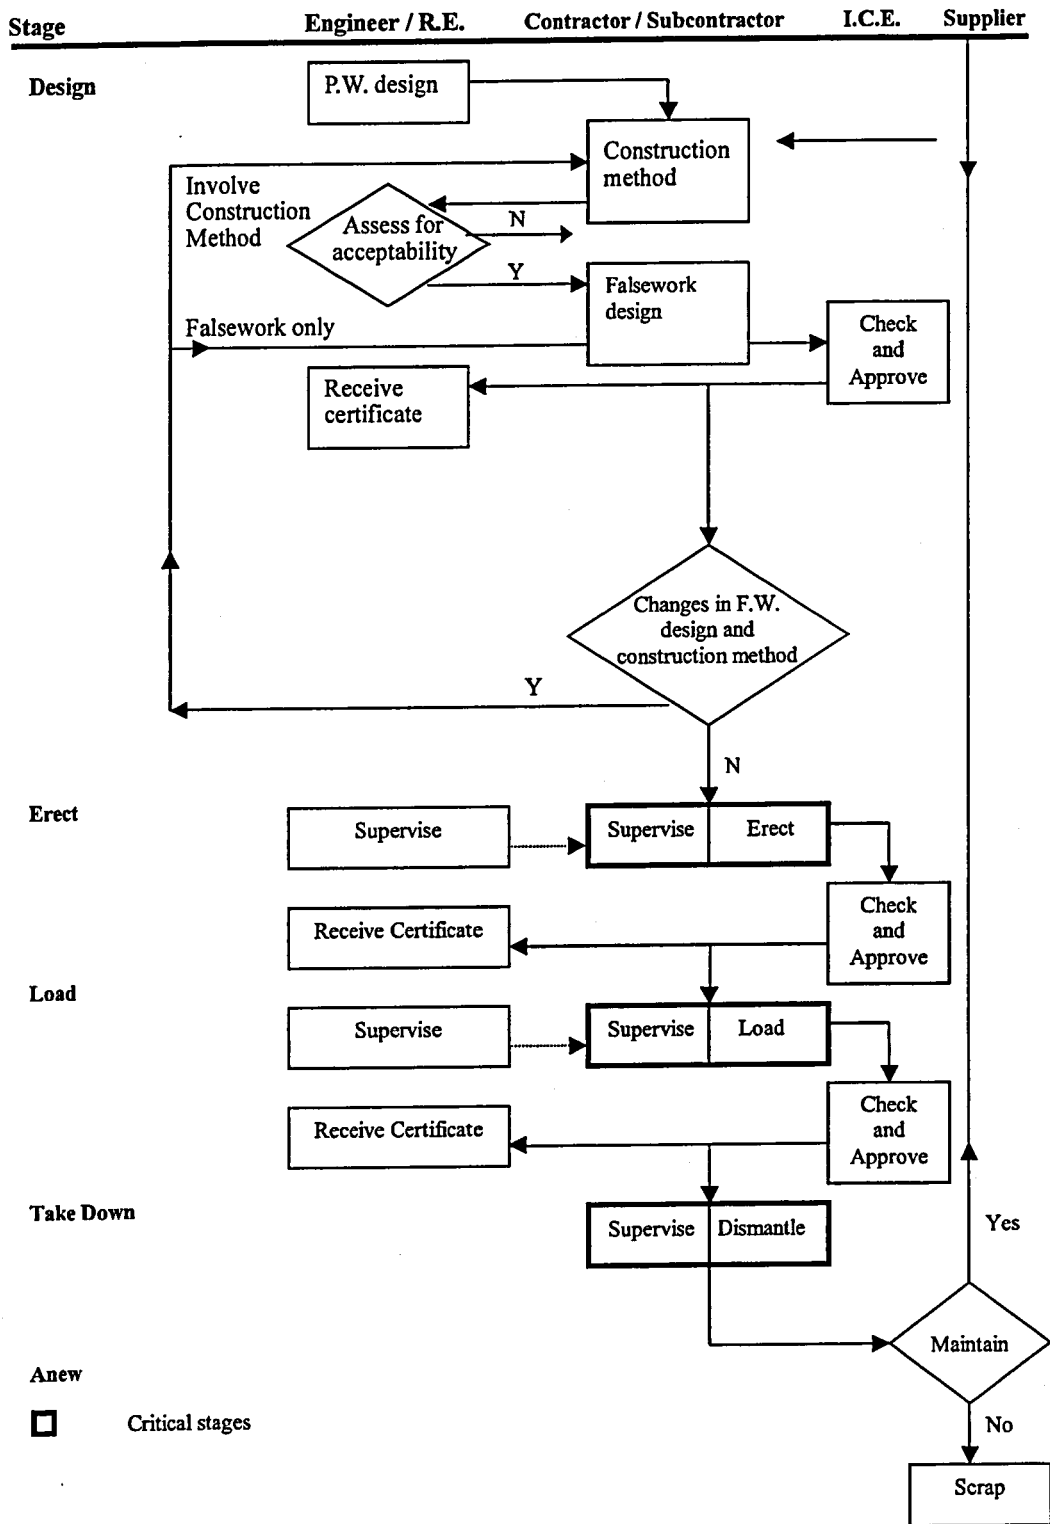 Stage Engineer / R.E. Contractor / Subcontractor I.C.E. Supplier
Design
P.W. design
Construction
method
Involve
Construction
Method
Assess for
acceptability
N
Y
Falsework
design
Check
and
Approve
Falsework only
Receive
certificate
Changes in F.W.
design and
construction method
Y
N
Erect
Supervise
Supervise
Erect
Check
and
Approve
Receive Certificate
Load
Supervise
Supervise
Load
Check
and
Approve
Receive Certificate
Take Down
Supervise
Dismantle
Yes
Maintain
Anew
Critical stages
No
Scrap